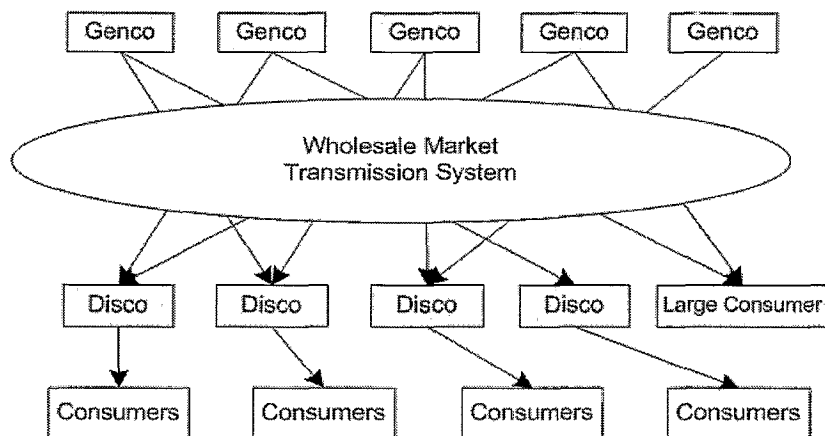 Genco Genco Genco Genco Genco
Wholesale Market
Transmission System
Disco Disco Disco Disco Large Consumer
Consumers Consumers Consumers Consumers